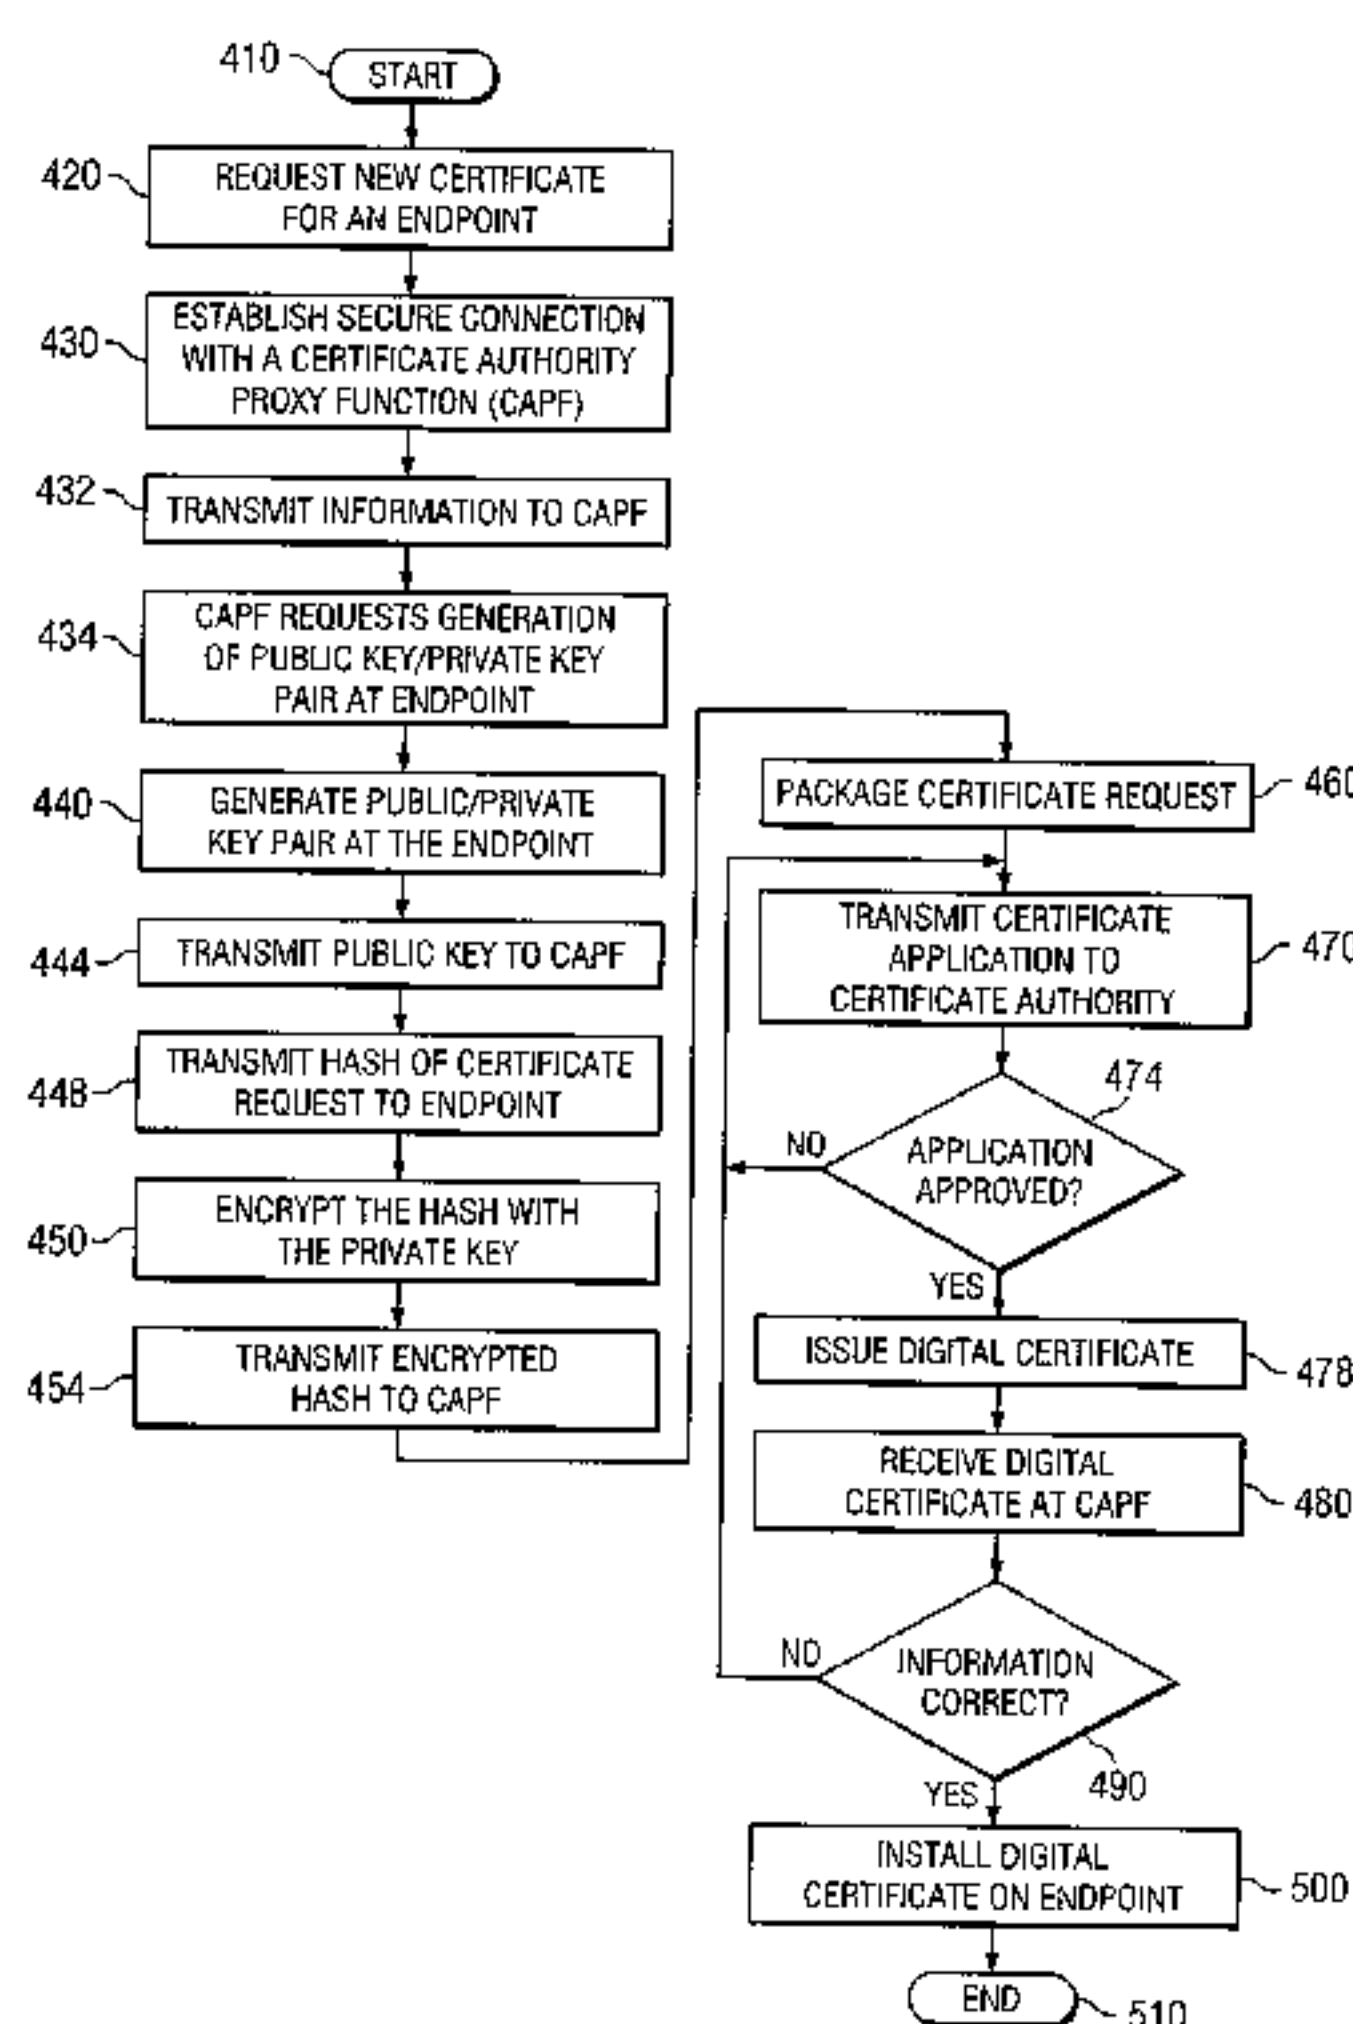 410
START
420
REQUEST NEW CERTIFICATE
FOR AN ENDPOINT
430
ESTABLISH SECURE CONNECTION
WITH A CERTIFICATE AUTHORITY
PROXY FUNCTION (CAPF)
432
TRANSMIT INFORMATION TO CAPF
434
CAPF REQUESTS GENERATION
OF PUBLIC KEY/PRIVATE KEY
PAIR AT ENDPOINT
440
GENERATE PUBLIC/PRIVATE
KEY PAIR AT THE ENDPOINT
444
TRANSMIT PUBLIC KEY TO CAPF
448
TRANSMIT HASH OF CERTIFICATE
REQUEST TO ENDPOINT
450
ENCRYPT THE HASH WITH
THE PRIVATE KEY
454
TRANSMIT ENCRYPTED
HASH TO CAPF
PACKAGE CERTIFICATE REQUEST
460
TRANSMIT CERTIFICATE
APPLICATION TO
CERTIFICATE AUTHORITY
470
474
NO
APPLICATION
APPROVED?
YES
ISSUE DIGITAL CERTIFICATE
478
RECEIVE DIGITAL
CERTIFICATE AT CAPF
480
NO
INFORMATION
CORRECT?
490
YES
INSTALL DIGITAL
CERTIFICATE ON ENDPOINT
500
END
510